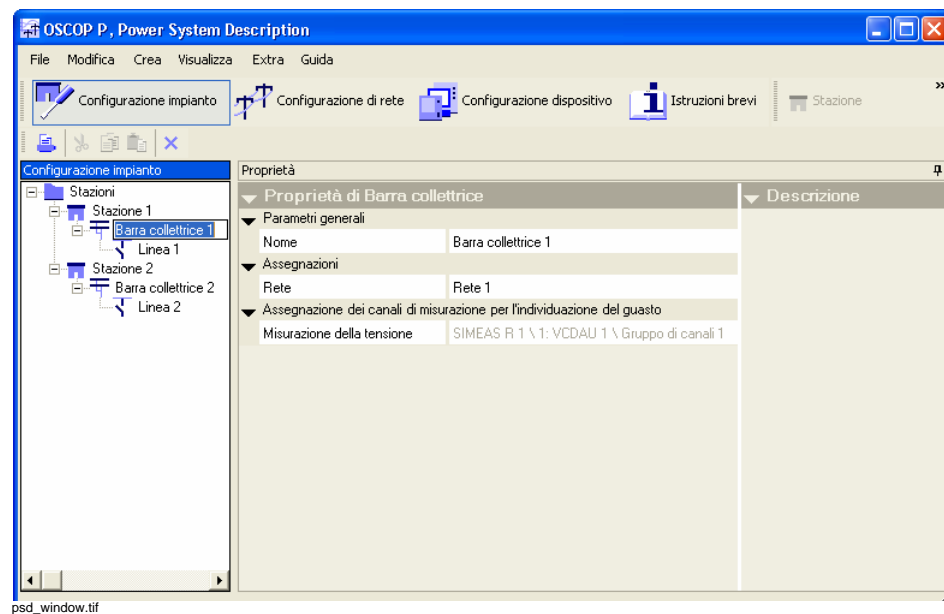 OSCOP P, Power System Description
File Modifica Crea Visualizza Extra Guida
Configurazione impianto Configurazione di rete Configurazione dispositivo Istruzioni brevi Stazione »
Configurazione impianto Proprietà
Stazioni
Stazione 1
Barra collettrice 1
Linea 1
Stazione 2
Barra collettrice 2
Linea 2
Proprietà di Barra collettrice
Parametri generali
Nome Barra collettrice 1
Assegnazioni
Rete Rete 1
Assegnazione dei canali di misurazione per l'individuazione del guasto
Misurazione della tensione SIMEAS R 1 \ 1: VCDAU 1 \ Gruppo di canali 1
Descrizione
psd_window.tif